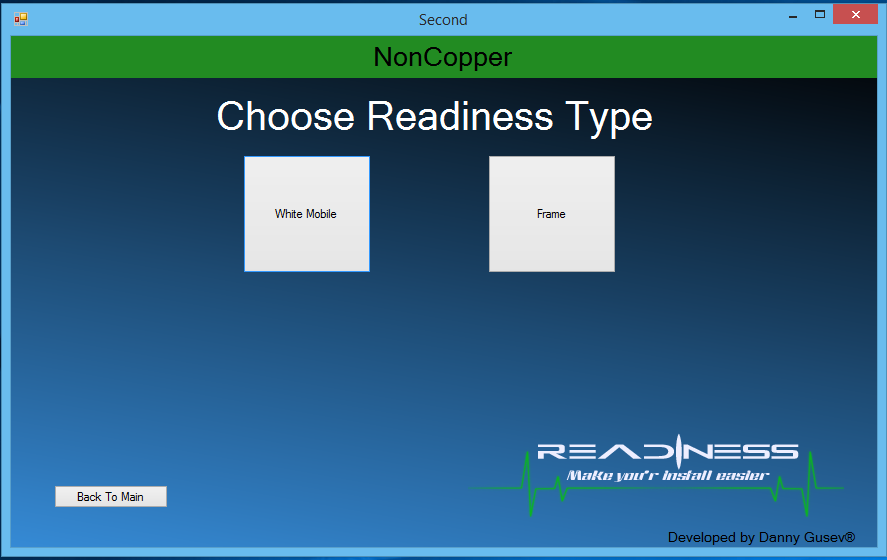 Second
NonCopper
Choose Readiness Type
White Mobile
Frame
READINESS
Make you'r install easier
Back To Main
Developed by Danny Gusev®